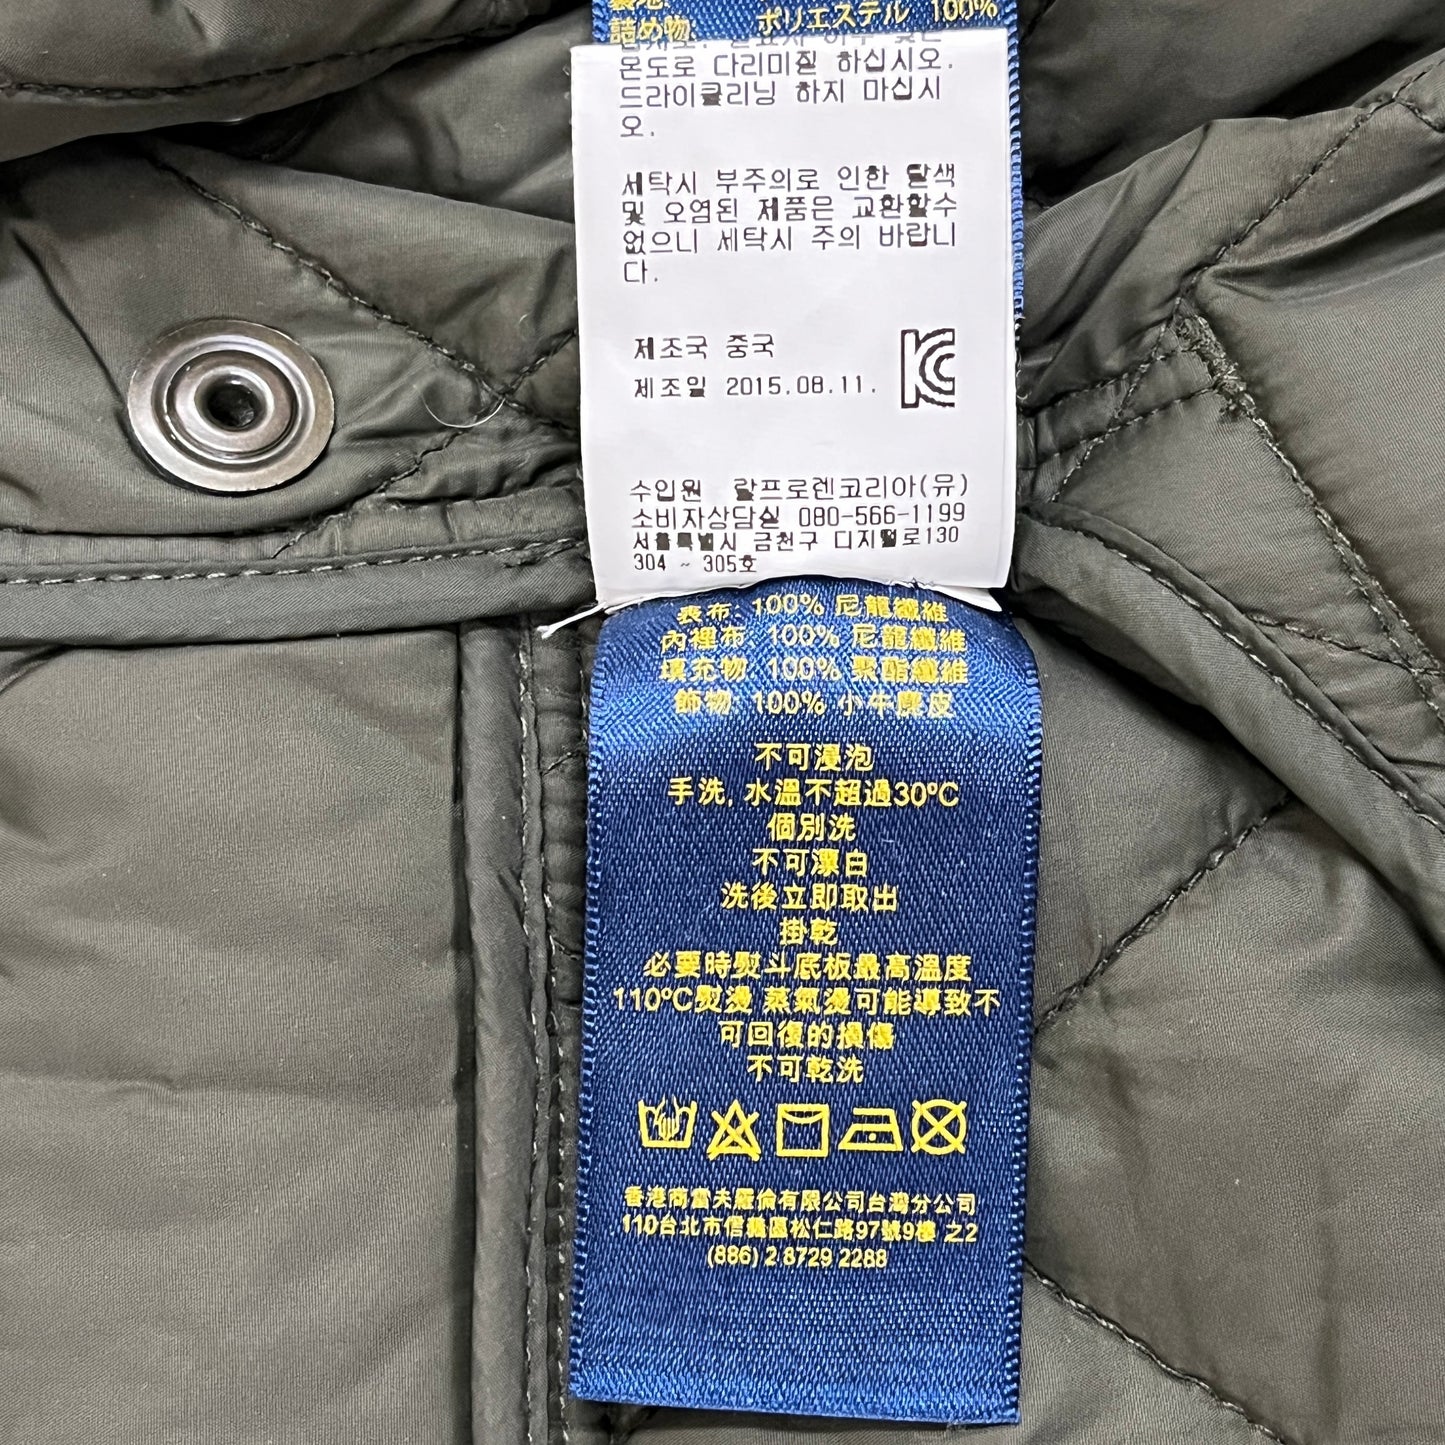 詰め物: ポリエステル 100%
온도로 다리미질 하십시오.
드라이클리닝 하지 마십시
오.
세탁시 부주의로 인한 탈색
및 오염된 제품은 교환할수
없으니 세탁시 주의 바랍니
다.
제조국 중국
제조일 2015.08.11.
KC
수입원 랄프로렌코리아(유)
소비자상담실 080-566-1199
서울특별시 금천구 디지털로130
304 ~ 305호
表布: 100% 尼龍纖維
內裡布: 100% 尼龍纖維
填充物: 100% 聚酯纖維
飾物: 100% 小牛麂皮
不可浸泡
手洗, 水溫不超過30ºC
個別洗
不可漂白
洗後立即取出
掛乾
必要時熨斗底板最高溫度
110ºC熨燙 蒸氣燙可能導致不
可回復的損傷
不可乾洗
香港商雷夫羅倫有限公司台灣分公司
110台北市信義區松仁路97號9樓 之2
(886) 2 8729 2288